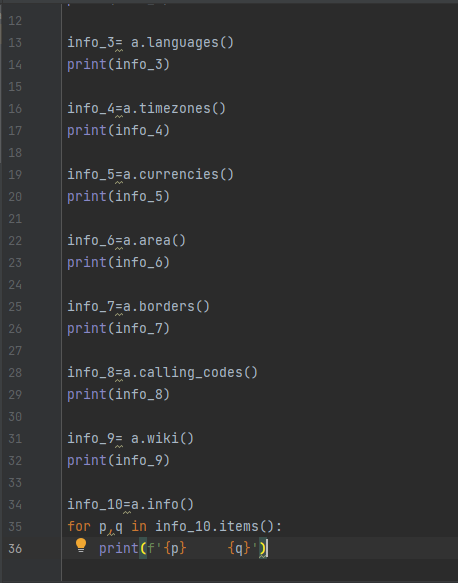 12
13 info_3= a.languages()
14 print(info_3)
15
16 info_4=a.timezones()
17 print(info_4)
18
19 info_5=a.currencies()
20 print(info_5)
21
22 info_6=a.area()
23 print(info_6)
24
25 info_7=a.borders()
26 print(info_7)
27
28 info_8=a.calling_codes()
29 print(info_8)
30
31 info_9= a.wiki()
32 print(info_9)
33
34 info_10=a.info()
35 for p,q in info_10.items():
36     print(f'{p}     {q}')